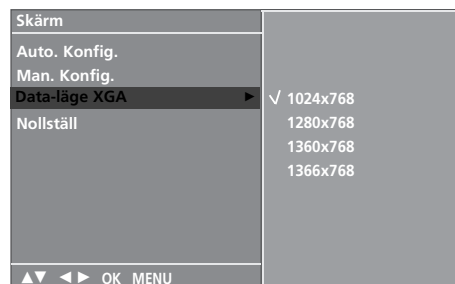 Skärm
Auto. Konfig.
Man. Konfig.
Data-läge XGA ►
√ 1024x768
1280x768
1360x768
1366x768
Nollställ
▲▼ ◄► OK MENU